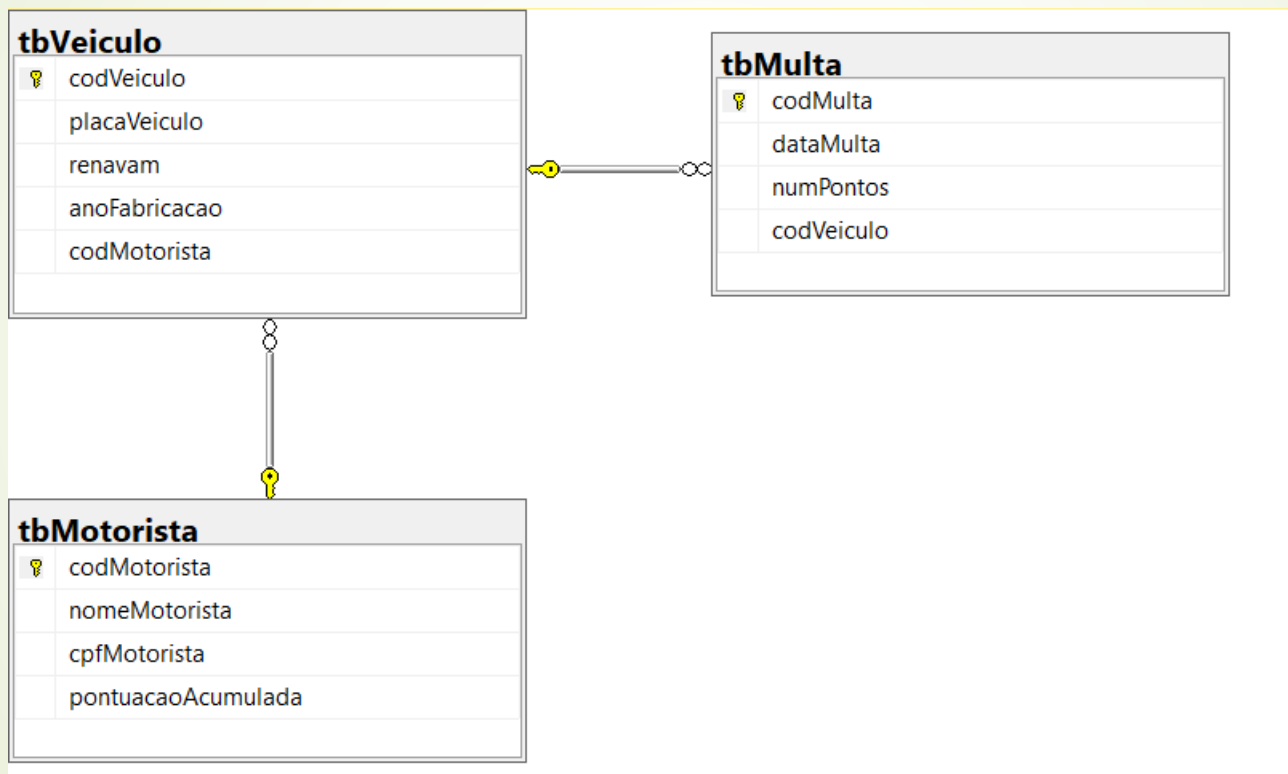 tbVeiculo
codVeiculo
placaVeiculo
renavam
anoFabricacao
codMotorista
tbMulta
codMulta
dataMulta
numPontos
codVeiculo
tbMotorista
codMotorista
nomeMotorista
cpfMotorista
pontuacaoAcumulada